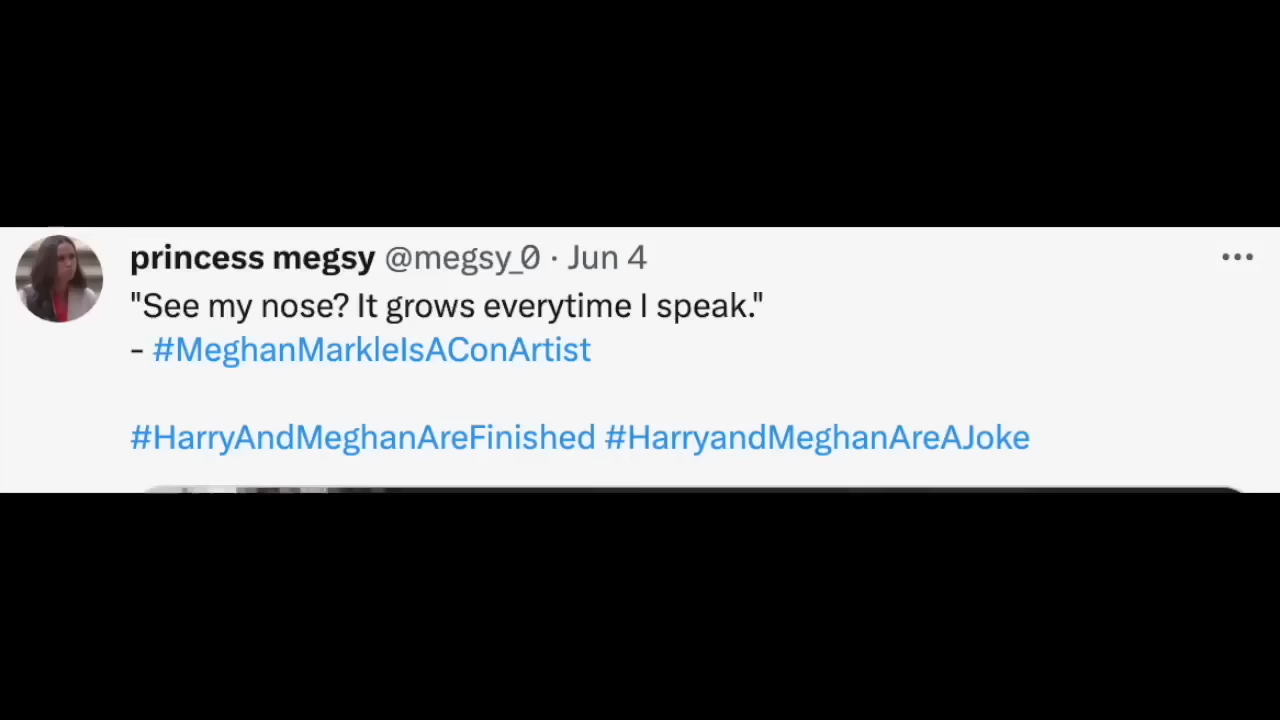 princess megsy @megsy_0 · Jun 4
"See my nose? It grows everytime I speak."
- #MeghanMarkleIsAConArtist
#HarryAndMeghanAreFinished #HarryandMeghanAreAJoke